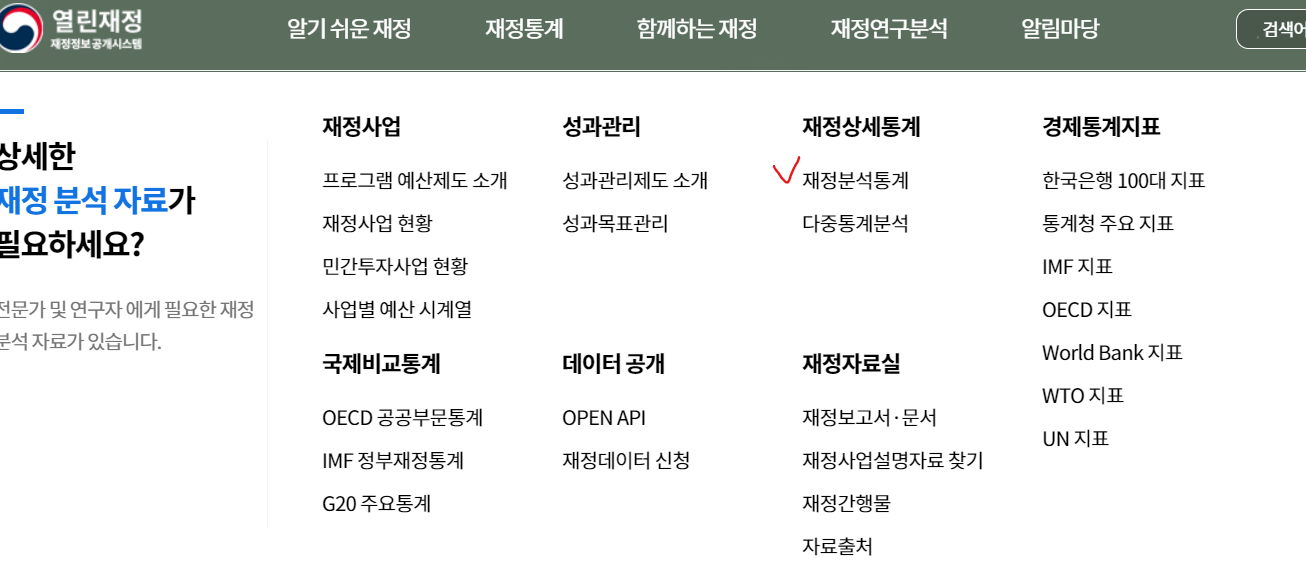 열린재정
재정정보공개시스템
알기 쉬운 재정
재정통계
함께하는 재정
재정연구분석
알림마당
검색어
상세한
재정 분석 자료가
필요하세요?
전문가 및 연구자 에게 필요한 재정
분석 자료가 있습니다.
재정사업
프로그램 예산제도 소개
재정사업 현황
민간투자사업 현황
사업별 예산 시계열
성과관리
성과관리제도 소개
성과목표관리
재정상세통계
재정분석통계
다중통계분석
경제통계지표
한국은행 100대 지표
통계청 주요 지표
IMF 지표
OECD 지표
World Bank 지표
WTO 지표
UN 지표
국제비교통계
OECD 공공부문통계
IMF 정부재정통계
G20 주요통계
데이터 공개
OPEN API
재정데이터 신청
재정자료실
재정보고서·문서
재정사업설명자료 찾기
재정간행물
자료출처